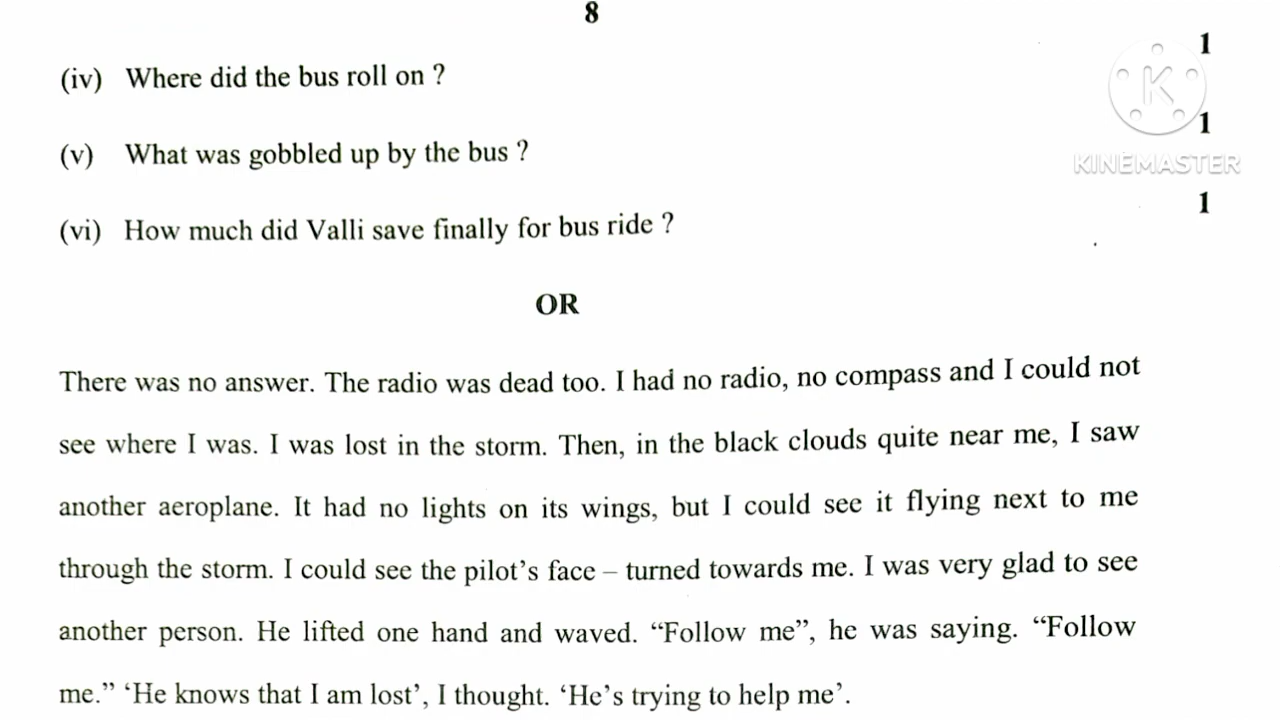 8
(iv) Where did the bus roll on ? 1
(v) What was gobbled up by the bus ? 1
(vi) How much did Valli save finally for bus ride ? 1
K
KINEMASTER
OR
There was no answer. The radio was dead too. I had no radio, no compass and I could not
see where I was. I was lost in the storm. Then, in the black clouds quite near me, I saw
another aeroplane. It had no lights on its wings, but I could see it flying next to me
through the storm. I could see the pilot’s face – turned towards me. I was very glad to see
another person. He lifted one hand and waved. “Follow me”, he was saying. “Follow
me.” ‘He knows that I am lost’, I thought. ‘He’s trying to help me’.